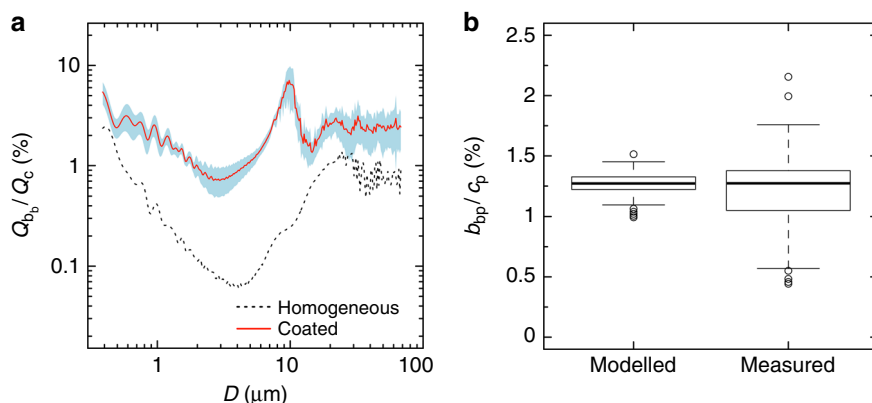 a
10
1
0.1
Q_bb / Q_c (%)
Homogeneous
Coated
1
10
100
D (μm)
b
2.5
2
1.5
1
0.5
0
b_bp / c_p (%)
Modelled
Measured